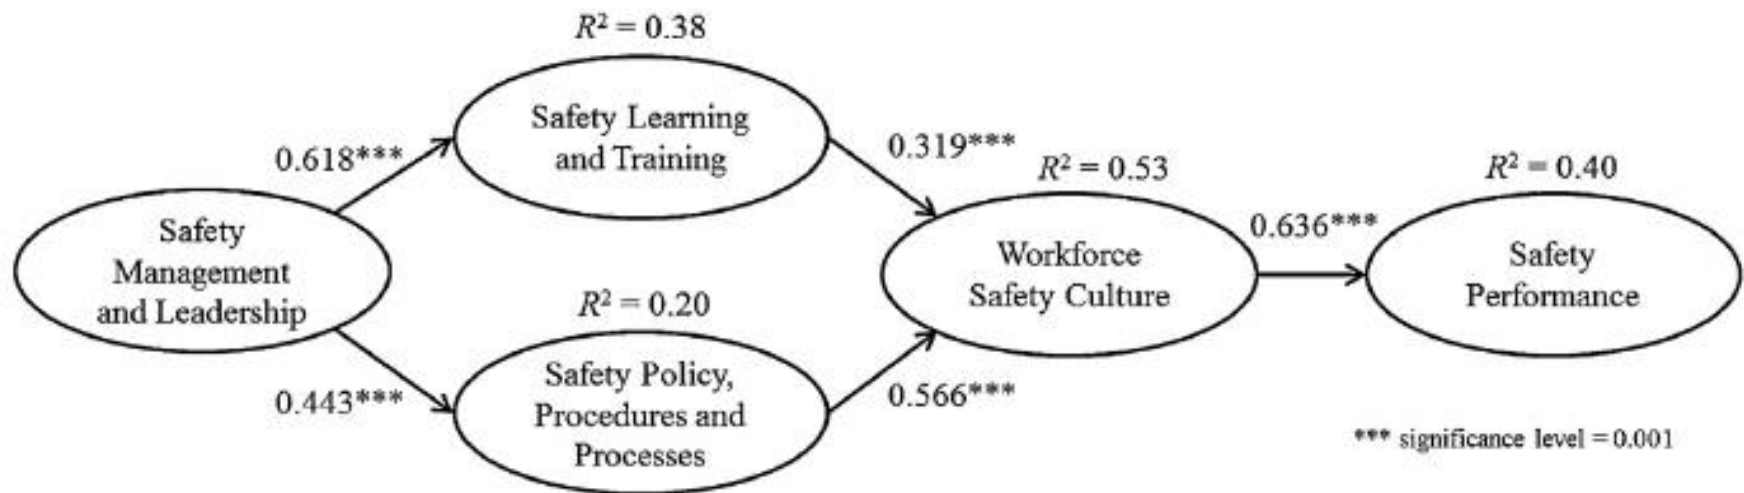 R² = 0.38
Safety Learning
and Training
0.618***
0.319***
Safety
Management
and Leadership
R² = 0.20
Safety Policy,
Procedures and
Processes
0.443***
0.566***
R² = 0.53
Workforce
Safety Culture
0.636***
R² = 0.40
Safety
Performance
*** significance level = 0.001